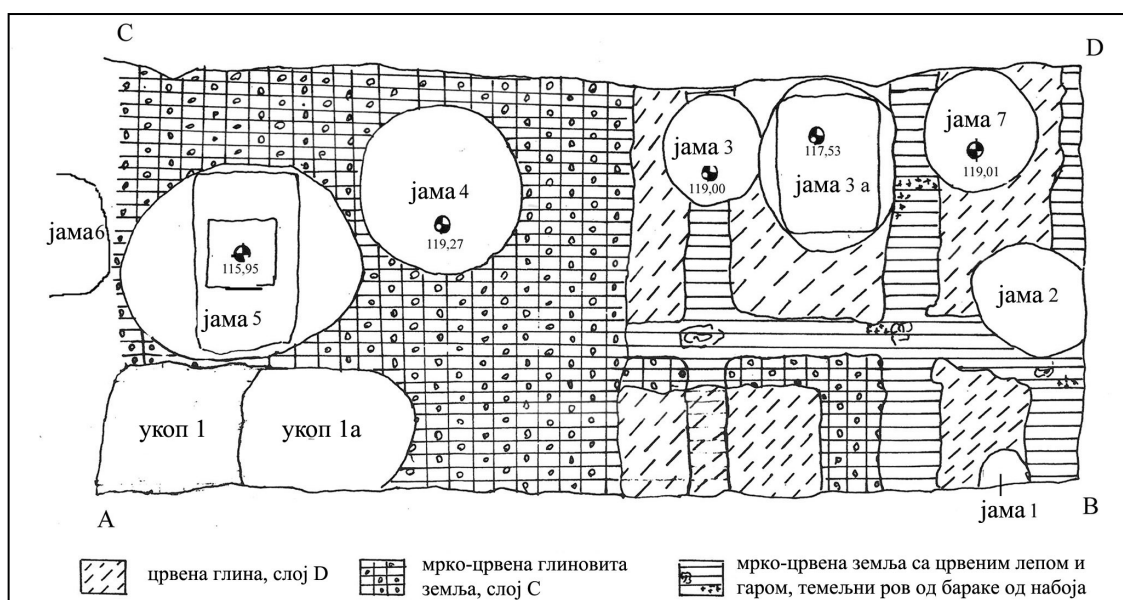 C
D
јама 3
119,00
117,53
јама 3 а
јама 7
119,01
јама 4
119,27
јама6
115,95
јама 5
јама 2
укоп 1
укоп 1а
A
B
јама 1
црвена глина, слој D
мрко-црвена глиновита
земља, слој C
мрко-црвена земља са црвеним лепом и
гаром, темељни ров од бараке од набоја